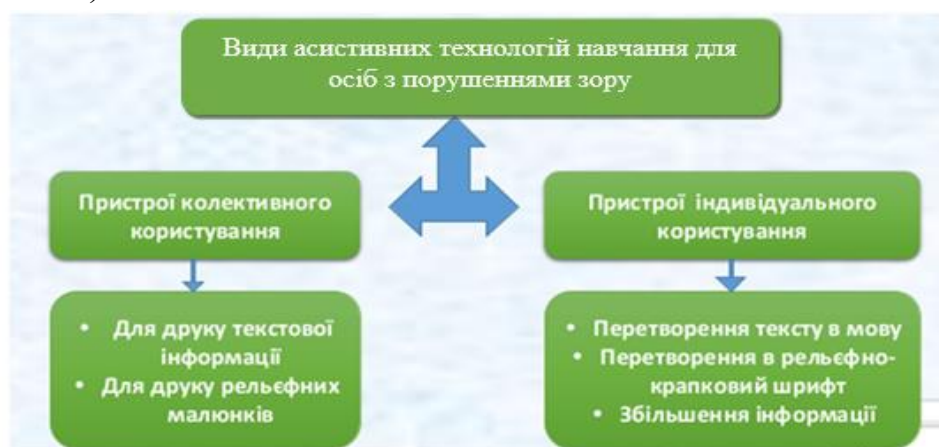 Види асистивних технологій навчання для
осіб з порушеннями зору
Пристрої колективного
користування
Пристрої індивідуального
користування
• Для друку текстової
інформації
• Для друку рельєфних
малюнків
• Перетворення тексту в мову
• Перетворення в рельєфно-
крапковий шрифт
• Збільшення інформації